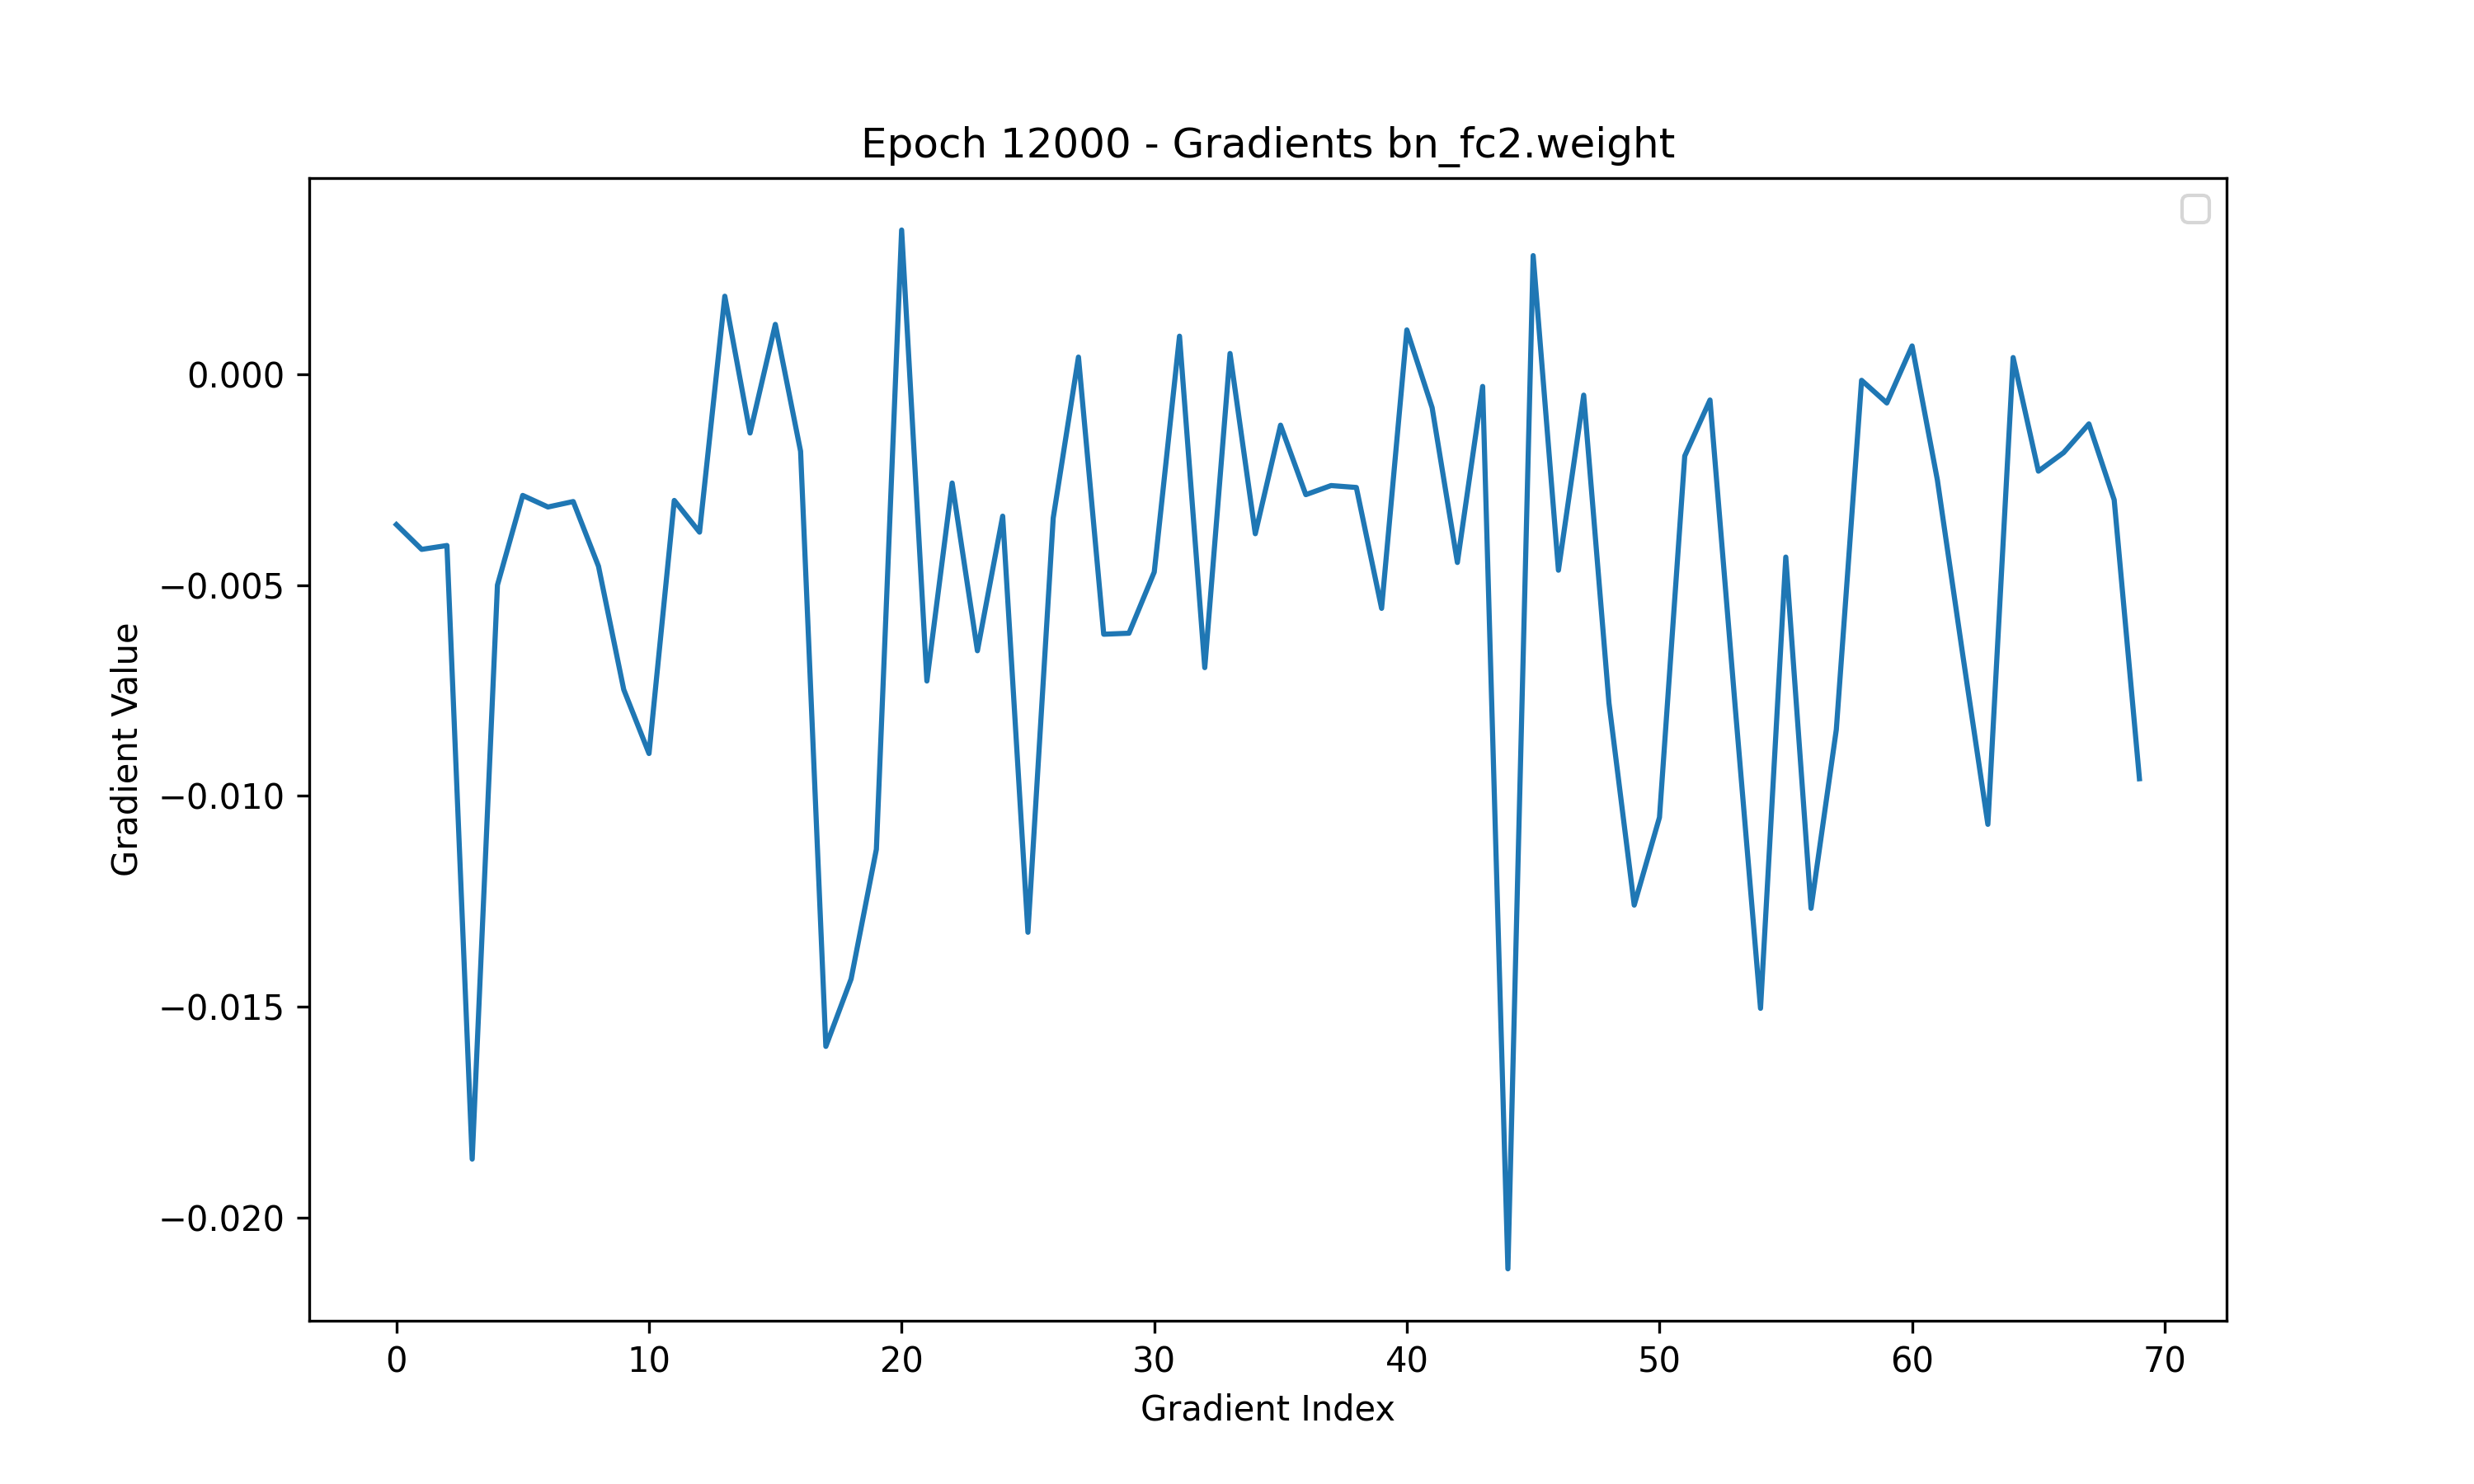 Epoch 12000 - Gradients bn_fc2.weight
Gradient Value
0.000
−0.005
−0.010
−0.015
−0.020
0 10 20 30 40 50 60 70
Gradient Index